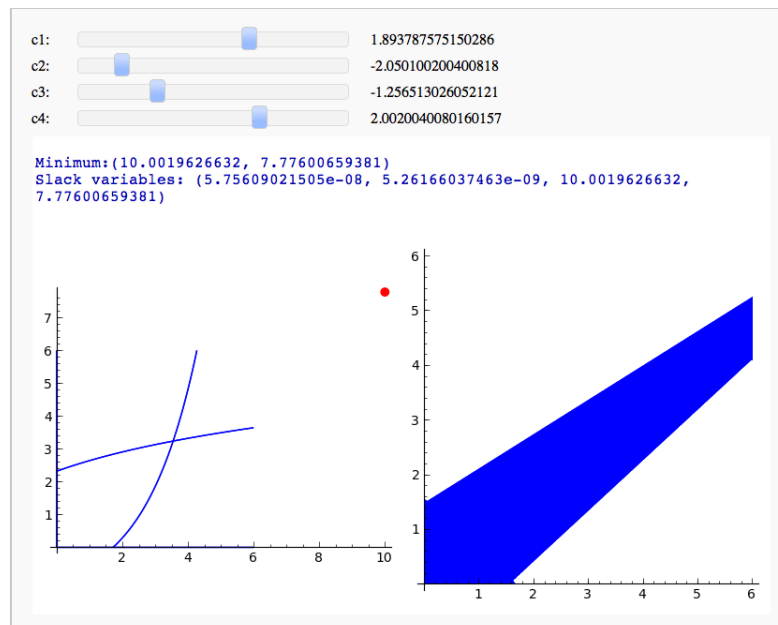 c1: 1.893787575150286
c2: -2.050100200400818
c3: -1.256513026052121
c4: 2.0020040080160157
Minimum:(10.0019626632, 7.77600659381)
Slack variables: (5.75609021505e-08, 5.26166037463e-09, 10.0019626632,
7.77600659381)
7
6
5
4
3
2
1
2 4 6 8 10
6
5
4
3
2
1
1 2 3 4 5 6